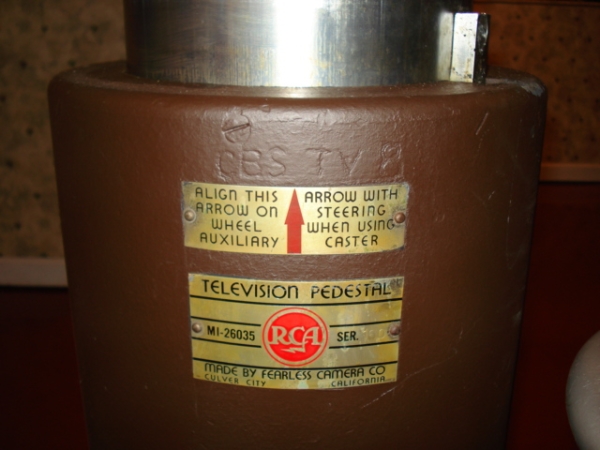 CBS TV
ALIGN THIS ARROW WITH
ARROW ON STEERING
WHEEL WHEN USING
AUXILIARY CASTER
TELEVISION PEDESTAL
MI-26035 RCA SER.
MADE BY FEARLESS CAMERA CO
CULVER CITY CALIFORNIA